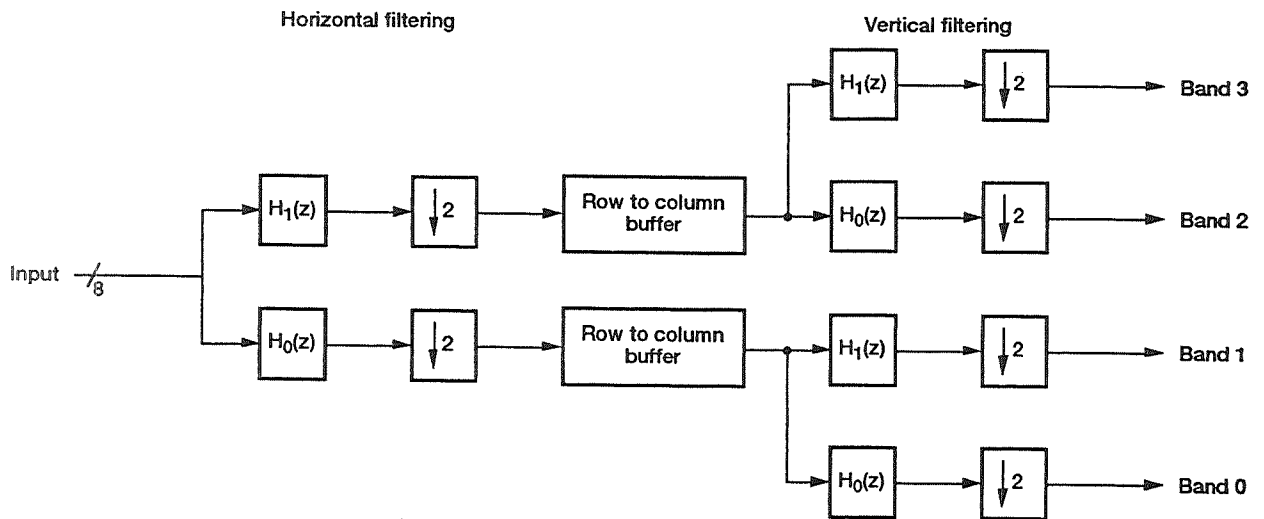 Horizontal filtering
Vertical filtering
H1(z)
2
Band 3
H1(z)
2
Row to column
buffer
H0(z)
2
Band 2
Input
8
H0(z)
2
Row to column
buffer
H1(z)
2
Band 1
H0(z)
2
Band 0